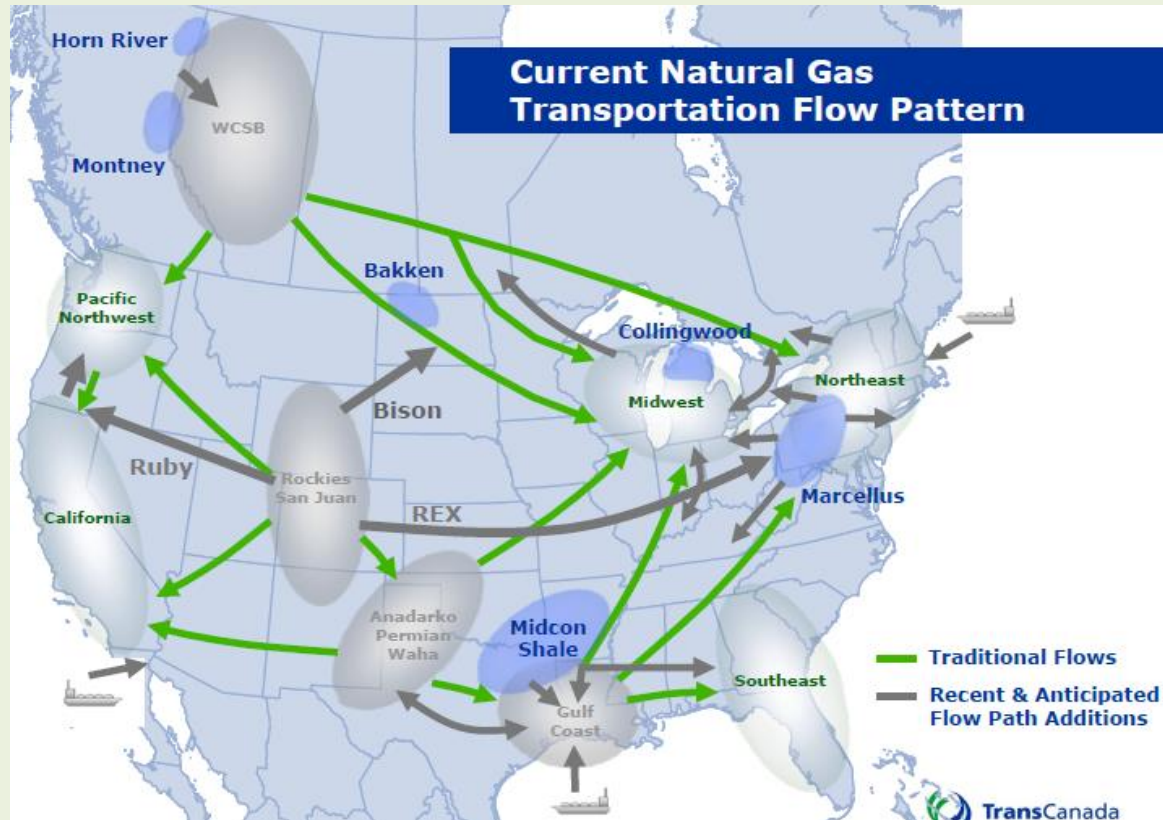 Current Natural Gas
Transportation Flow Pattern
Horn River
WCSB
Montney
Pacific
Northwest
Bakken
Collingwood
Midwest
Northeast
Bison
Ruby
Rockies
San Juan
California
REX
Marcellus
Anadarko
Permian
Waha
Midcon
Shale
Gulf
Coast
Southeast
Traditional Flows
Recent & Anticipated
Flow Path Additions
TransCanada